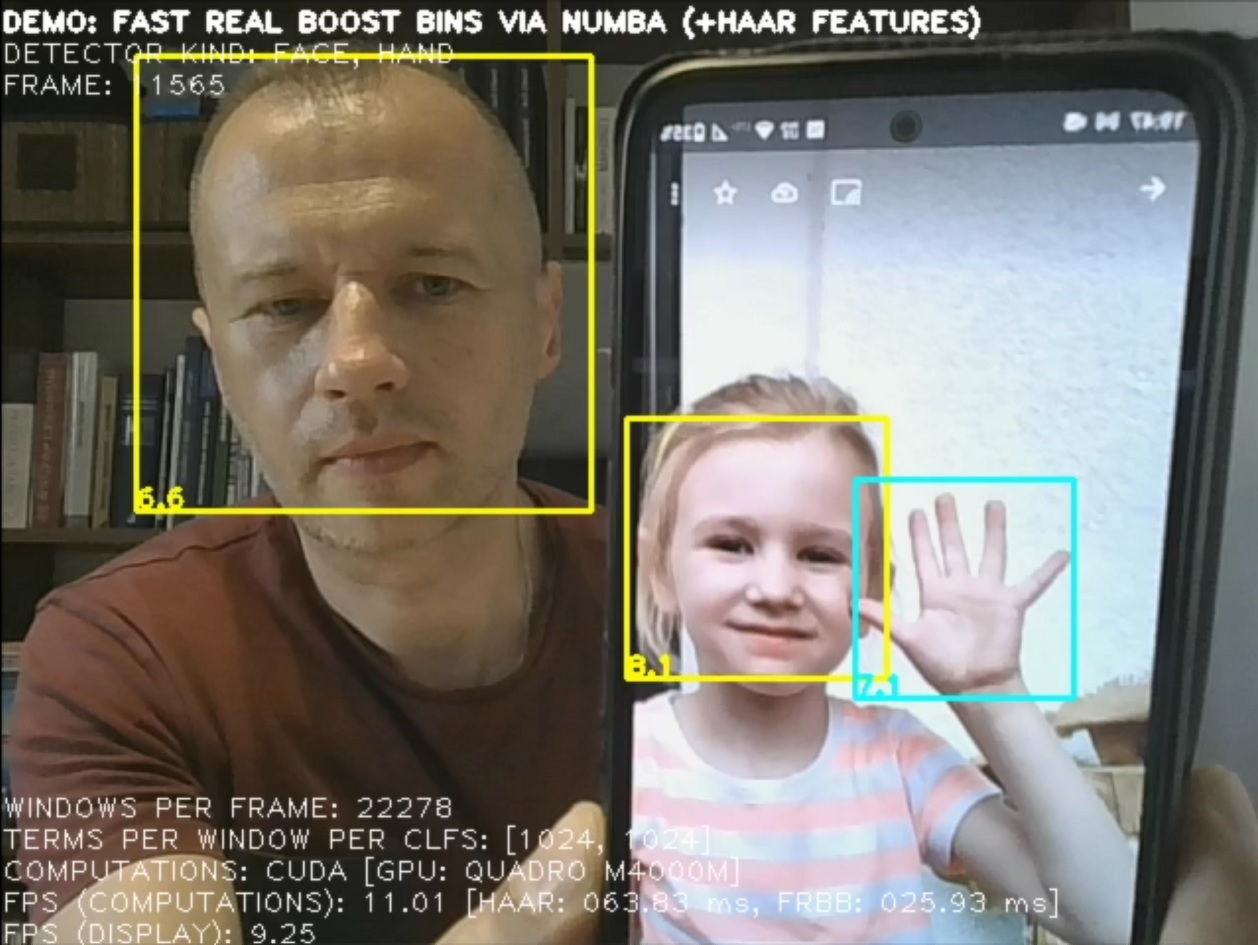 DEMO: FAST REAL BOOST BINS VIA NUMBA (+HAAR FEATURES)
DETECTOR KIND: FACE, HAND
FRAME: 11565
6.6
8.1
7.1
WINDOWS PER FRAME: 22278
TERMS PER WINDOW PER CLFS: [1024, 1024]
COMPUTATIONS: CUDA [GPU: QUADRO M4000M]
FPS (COMPUTATIONS): 11.01 [HAAR: 063.83 ms, FRBB: 025.93 ms]
FPS (DISPLAY): 9.25